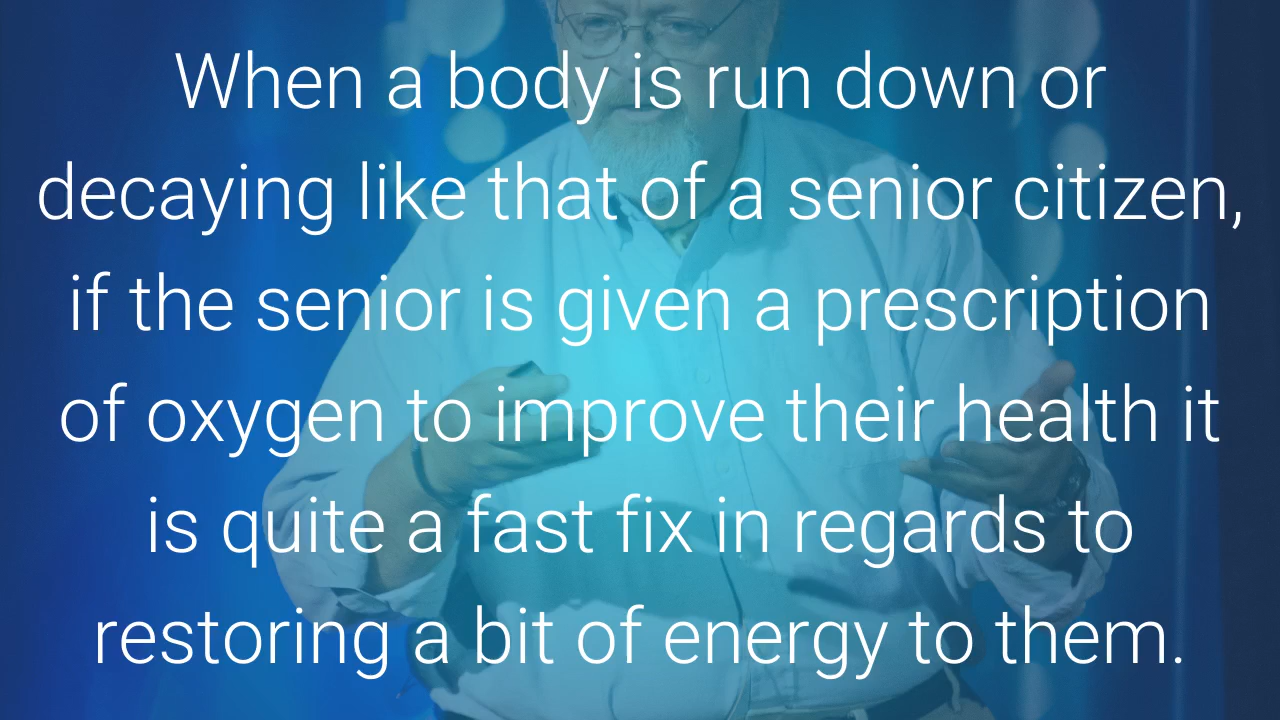 When a body is run down or
decaying like that of a senior citizen,
if the senior is given a prescription
of oxygen to improve their health it
is quite a fast fix in regards to
restoring a bit of energy to them.